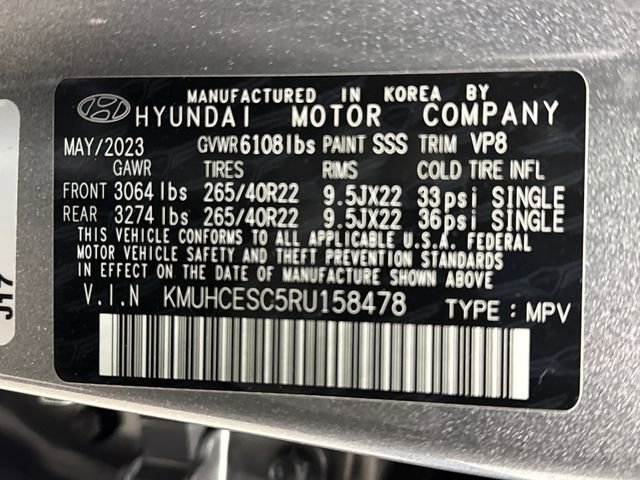 MANUFACTURED IN KOREA BY
HYUNDAI MOTOR COMPANY
MAY/2023 GVWR 6108lbs PAINT SSS TRIM VP8
GAWR TIRES RIMS COLD TIRE INFL
FRONT 3064 lbs 265/40R22 9.5JX22 33psi SINGLE
REAR 3274 lbs 265/40R22 9.5JX22 36psi SINGLE
THIS VEHICLE CONFORMS TO ALL APPLICABLE U.S.A. FEDERAL
MOTOR VEHICLE SAFETY AND THEFT PREVENTION STANDARDS
IN EFFECT ON THE DATE OF MANUFACTURE SHOWN ABOVE.
V.I.N KMUHCESC5RU158478 TYPE : MPV
J17